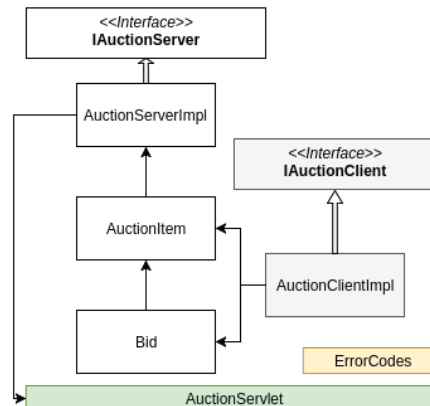 <<Interface>>
IAuctionServer
AuctionServerImpl
<<Interface>>
IAuctionClient
AuctionItem
AuctionClientImpl
Bid
ErrorCodes
AuctionServlet